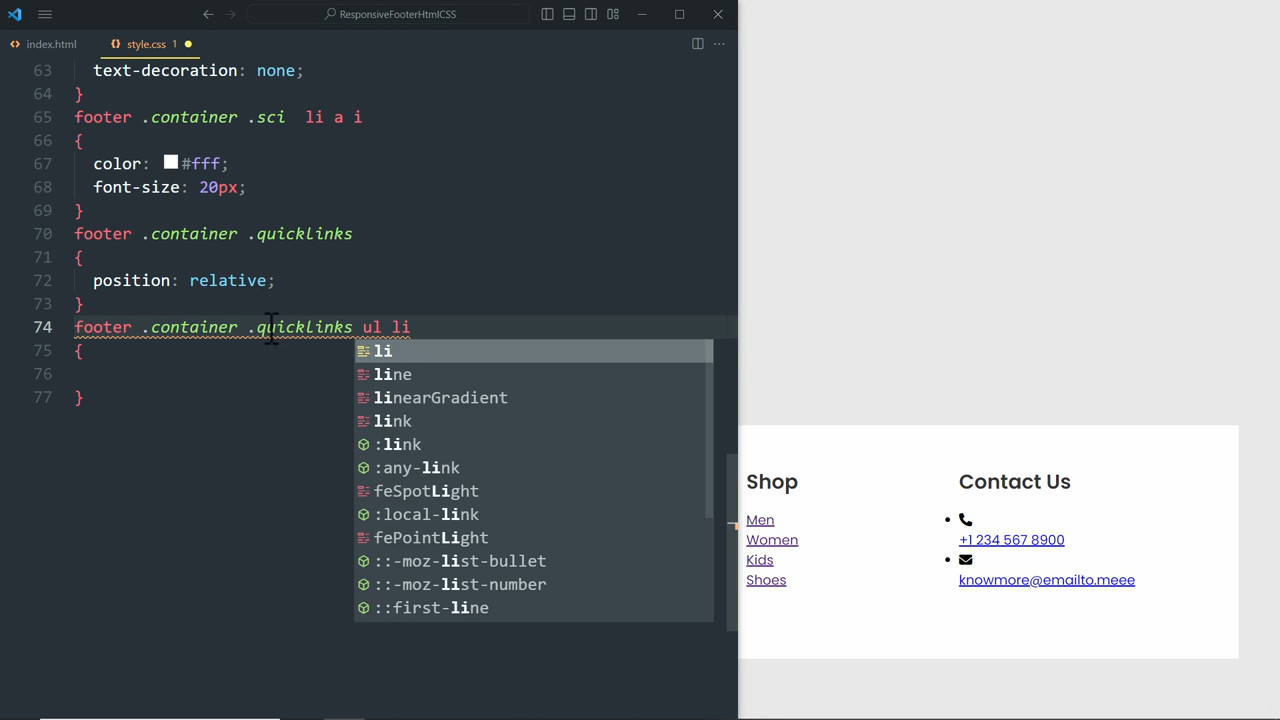 ResponsiveFooterHtmlCSS
index.html
style.css 1
63 text-decoration: none;
64 }
65 footer .container .sci  li a i
66 {
67 color: #fff;
68 font-size: 20px;
69 }
70 footer .container .quicklinks
71 {
72 position: relative;
73 }
74 footer .container .quicklinks ul li
75 {
76
77 }
li
line
linearGradient
link
:link
:any-link
feSpotLight
:local-link
fePointLight
::-moz-list-bullet
::-moz-list-number
::first-line
Shop
Men
Women
Kids
Shoes
Contact Us
+1 234 567 8900
knowmore@emailto.meee